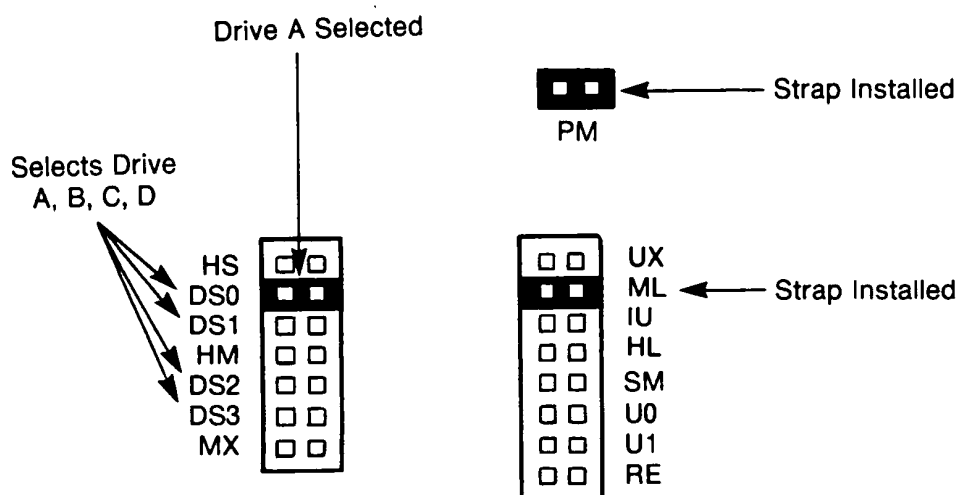 Drive A Selected
Strap Installed
PM
Selects Drive
A, B, C, D
HS
DS0
DS1
HM
DS2
DS3
MX
UX
ML
Strap Installed
IU
HL
SM
U0
U1
RE